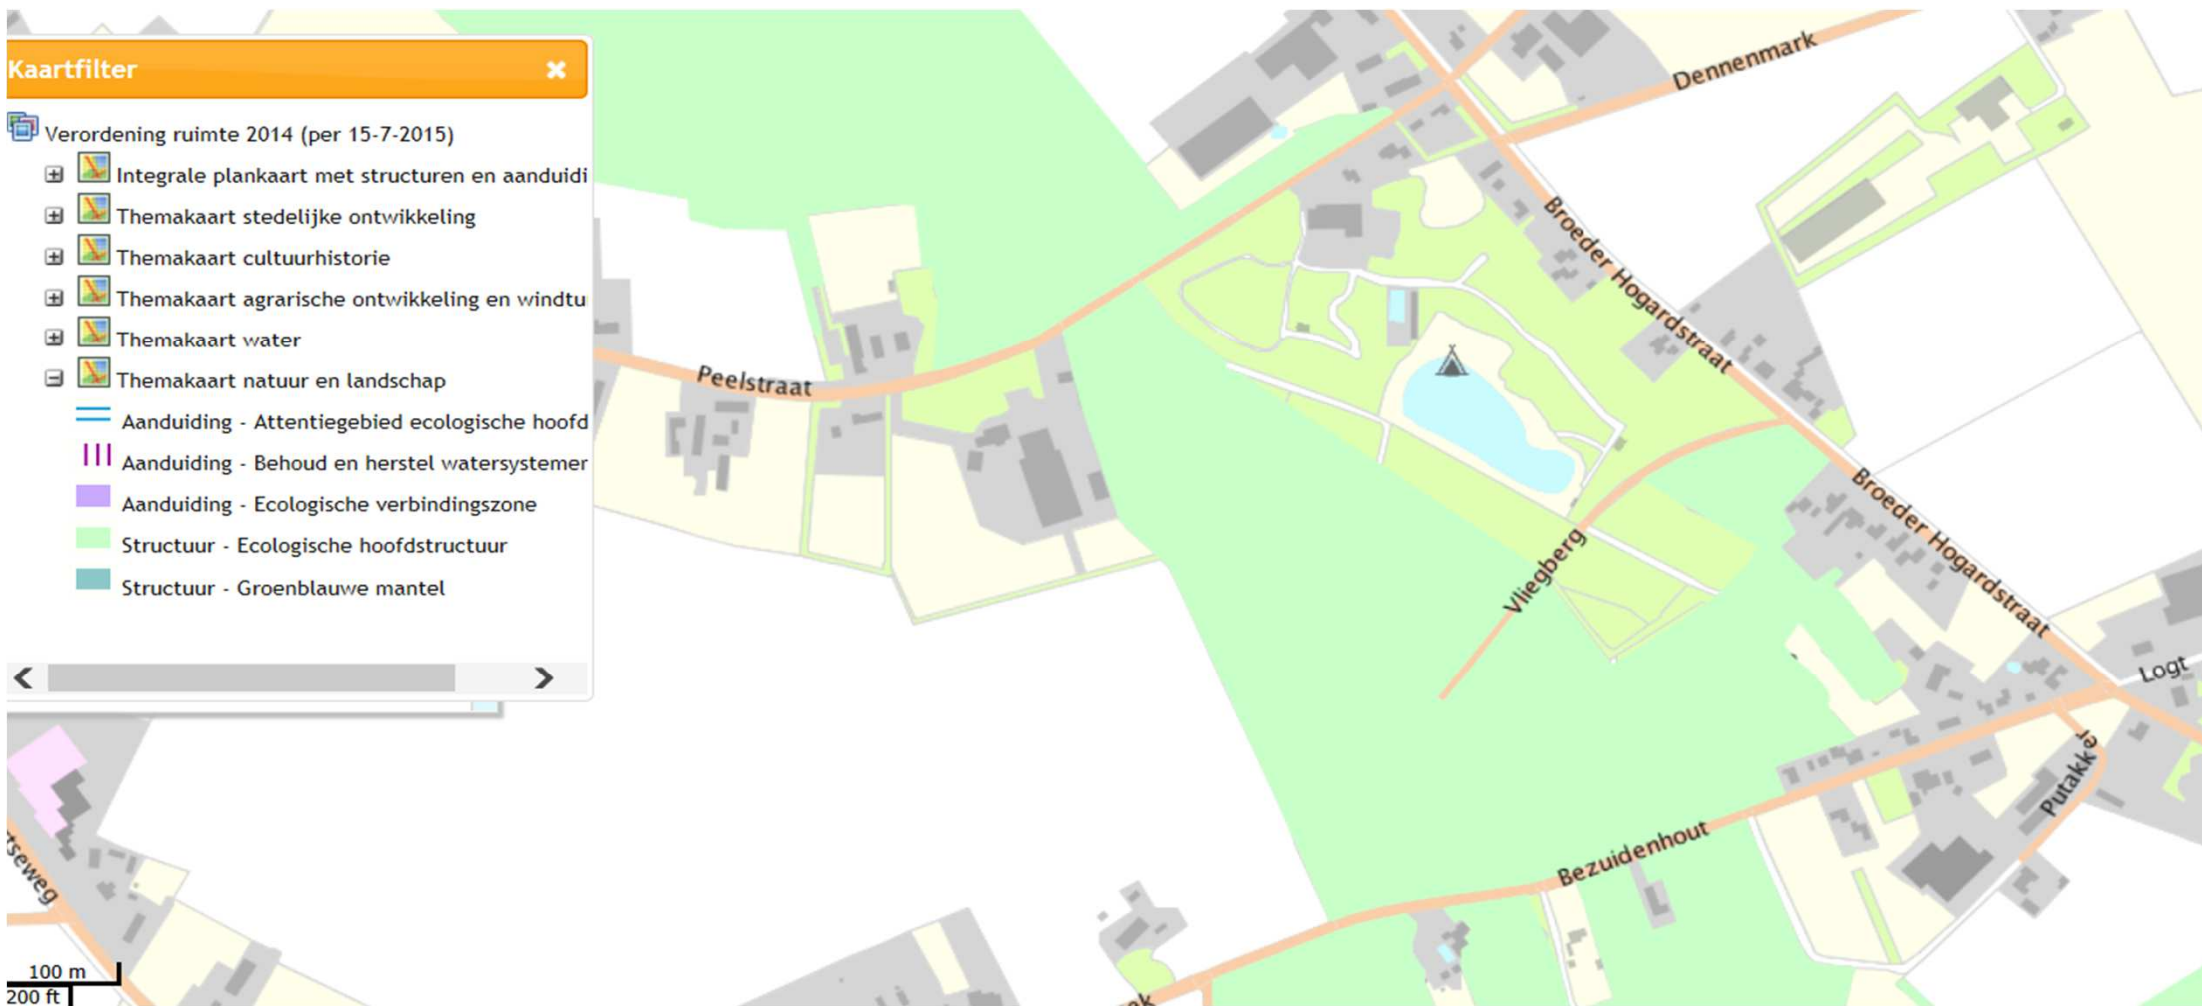 Kaartfilter
Verordening ruimte 2014 (per 15-7-2015)
Integrale plankaart met structuren en aanduidi
Themakaart stedelijke ontwikkeling
Themakaart cultuurhistorie
Themakaart agrarische ontwikkeling en windtu
Themakaart water
Themakaart natuur en landschap
Aanduiding - Attentiegebied ecologische hoofd
Aanduiding - Behoud en herstel watersystemer
Aanduiding - Ecologische verbindingszone
Structuur - Ecologische hoofdstructuur
Structuur - Groenblauwe mantel
Dennenmark
Broeder Hogardstraat
Peelstraat
Broeder Hogardstraat
Vliegberg
Logt
Putakker
Bezuidenhout
tseweg
ak
100 m
200 ft